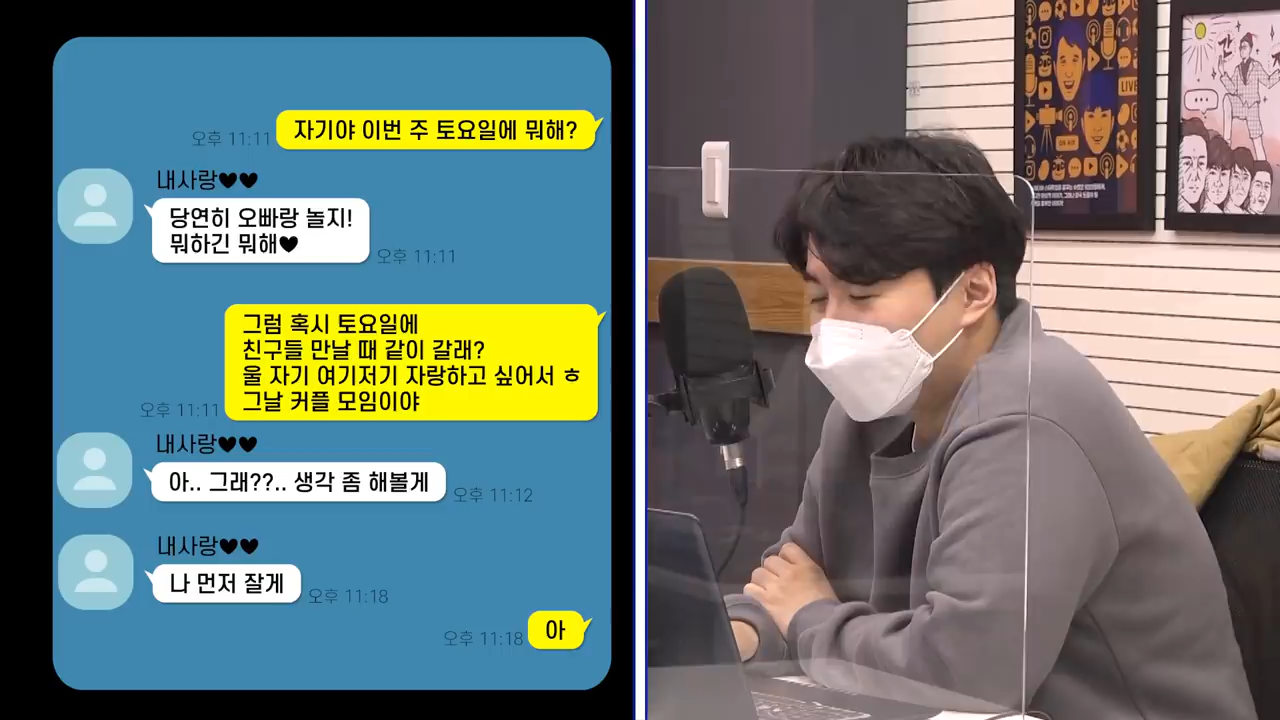 자기야 이번 주 토요일에 뭐해?
오후 11:11
내사랑♥♥
당연히 오빠랑 놀지!
뭐하긴 뭐해♥
오후 11:11
그럼 혹시 토요일에
친구들 만날 때 같이 갈래?
울 자기 여기저기 자랑하고 싶어서 ㅎ
그날 커플 모임이야
오후 11:11
내사랑♥♥
아.. 그래??.. 생각 좀 해볼게
오후 11:12
내사랑♥♥
나 먼저 잘게
오후 11:18
아
오후 11:18
LIVE
ON AIR